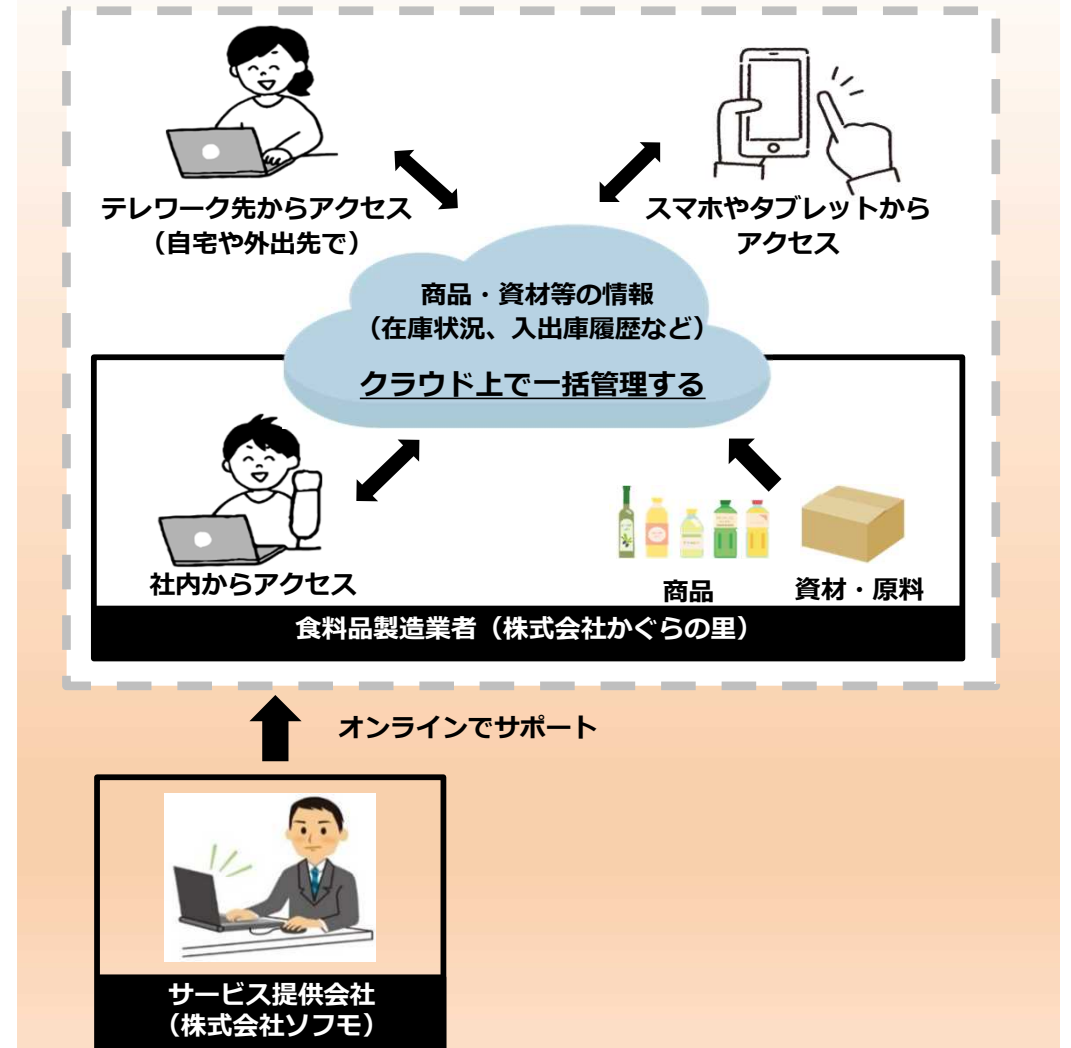 テレワーク先からアクセス
（自宅や外出先で）
スマホやタブレットから
アクセス
商品・資材等の情報
（在庫状況、入出庫履歴など）
クラウド上で一括管理する
社内からアクセス
商品
資材・原料
食料品製造業者（株式会社かぐらの里）
オンラインでサポート
サービス提供会社
（株式会社ソフモ）